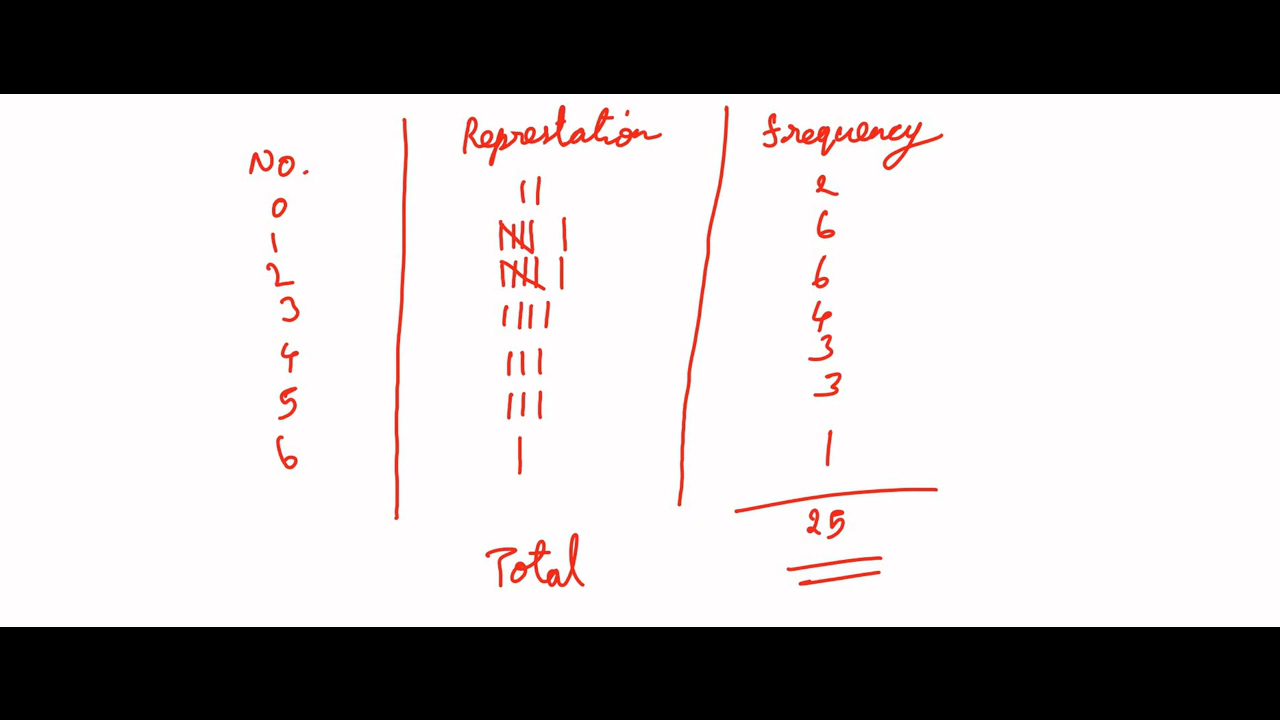 No. Represtation frequency
0 || 2
1 |||| | 6
2 |||| | 6
3 |||| 4
4 ||| 3
5 ||| 3
6 | 1
Total 25